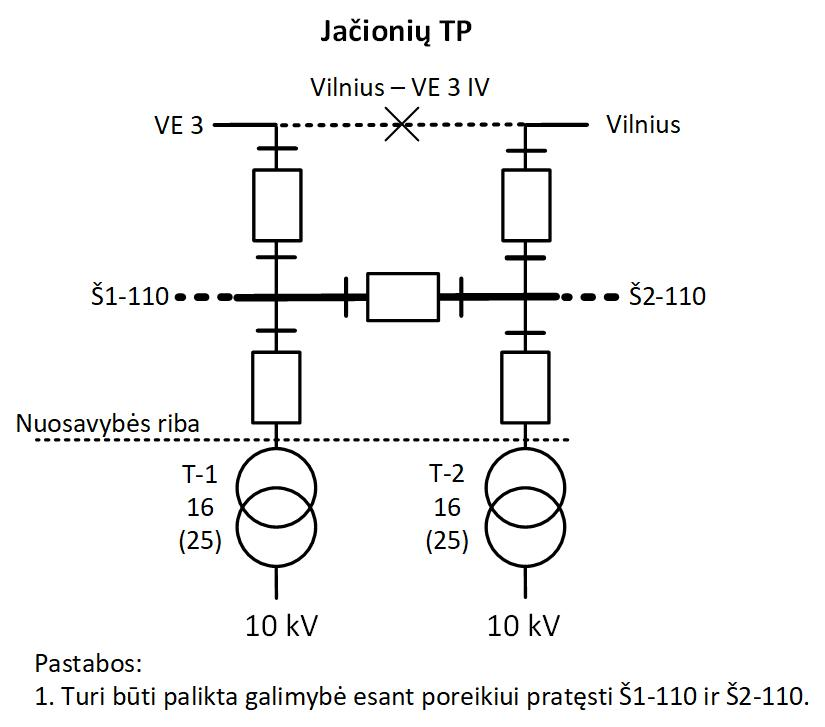 Jačionių TP
Vilnius – VE 3 IV
VE 3
Vilnius
Š1-110
Š2-110
Nuosavybės riba
T-1
16
(25)
T-2
16
(25)
10 kV
10 kV
Pastabos:
1. Turi būti palikta galimybė esant poreikiui pratęsti Š1-110 ir Š2-110.